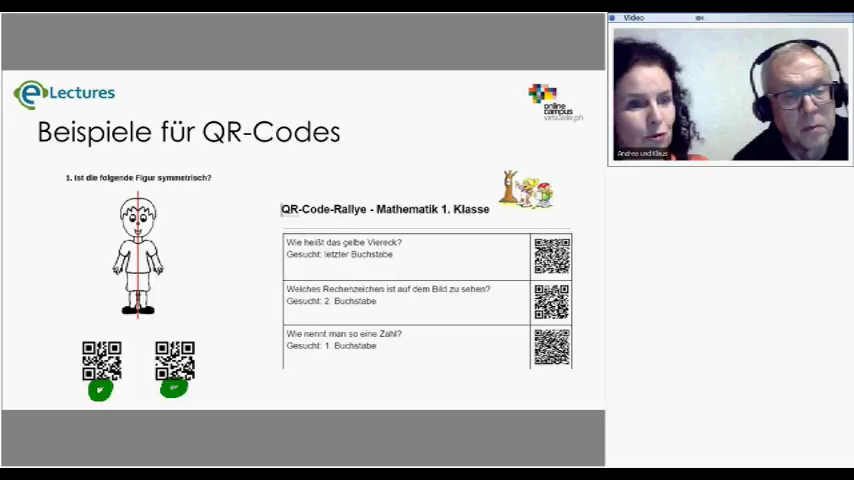 Video
eLectures
online
campus
virtuelle.ph
Beispiele für QR-Codes
1. Ist die folgende Figur symmetrisch?
QR-Code-Rallye - Mathematik 1. Klasse
Wie heißt das gelbe Viereck?
Gesucht: letzter Buchstabe
Welches Rechenzeichen ist auf dem Bild zu sehen?
Gesucht: 2. Buchstabe
Wie nennt man so eine Zahl?
Gesucht: 1. Buchstabe
Andrea und Klaus